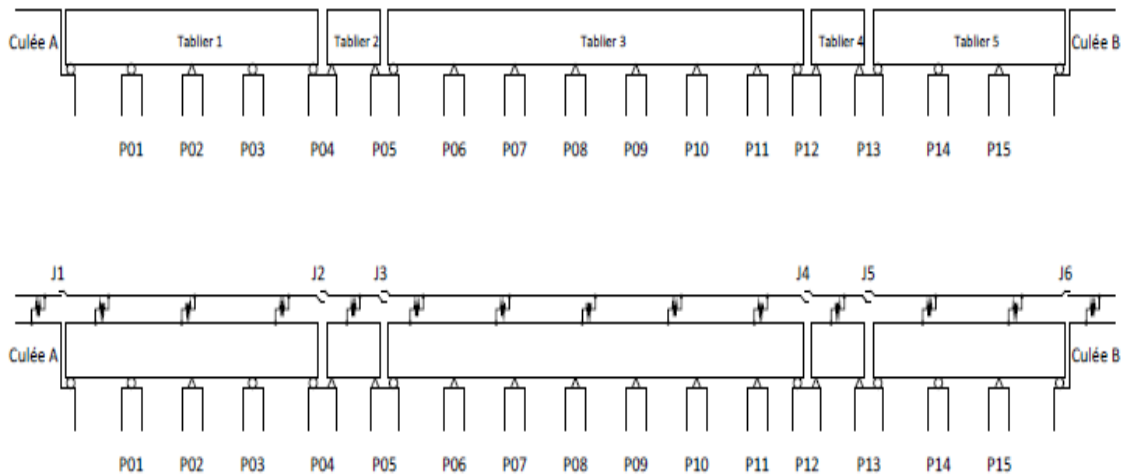 Culée A Tablier 1 Tablier 2 Tablier 3 Tablier 4 Tablier 5 Culée B
P01 P02 P03 P04 P05 P06 P07 P08 P09 P10 P11 P12 P13 P14 P15
J1 J2 J3 J4 J5 J6
Culée A Culée B
P01 P02 P03 P04 P05 P06 P07 P08 P09 P10 P11 P12 P13 P14 P15